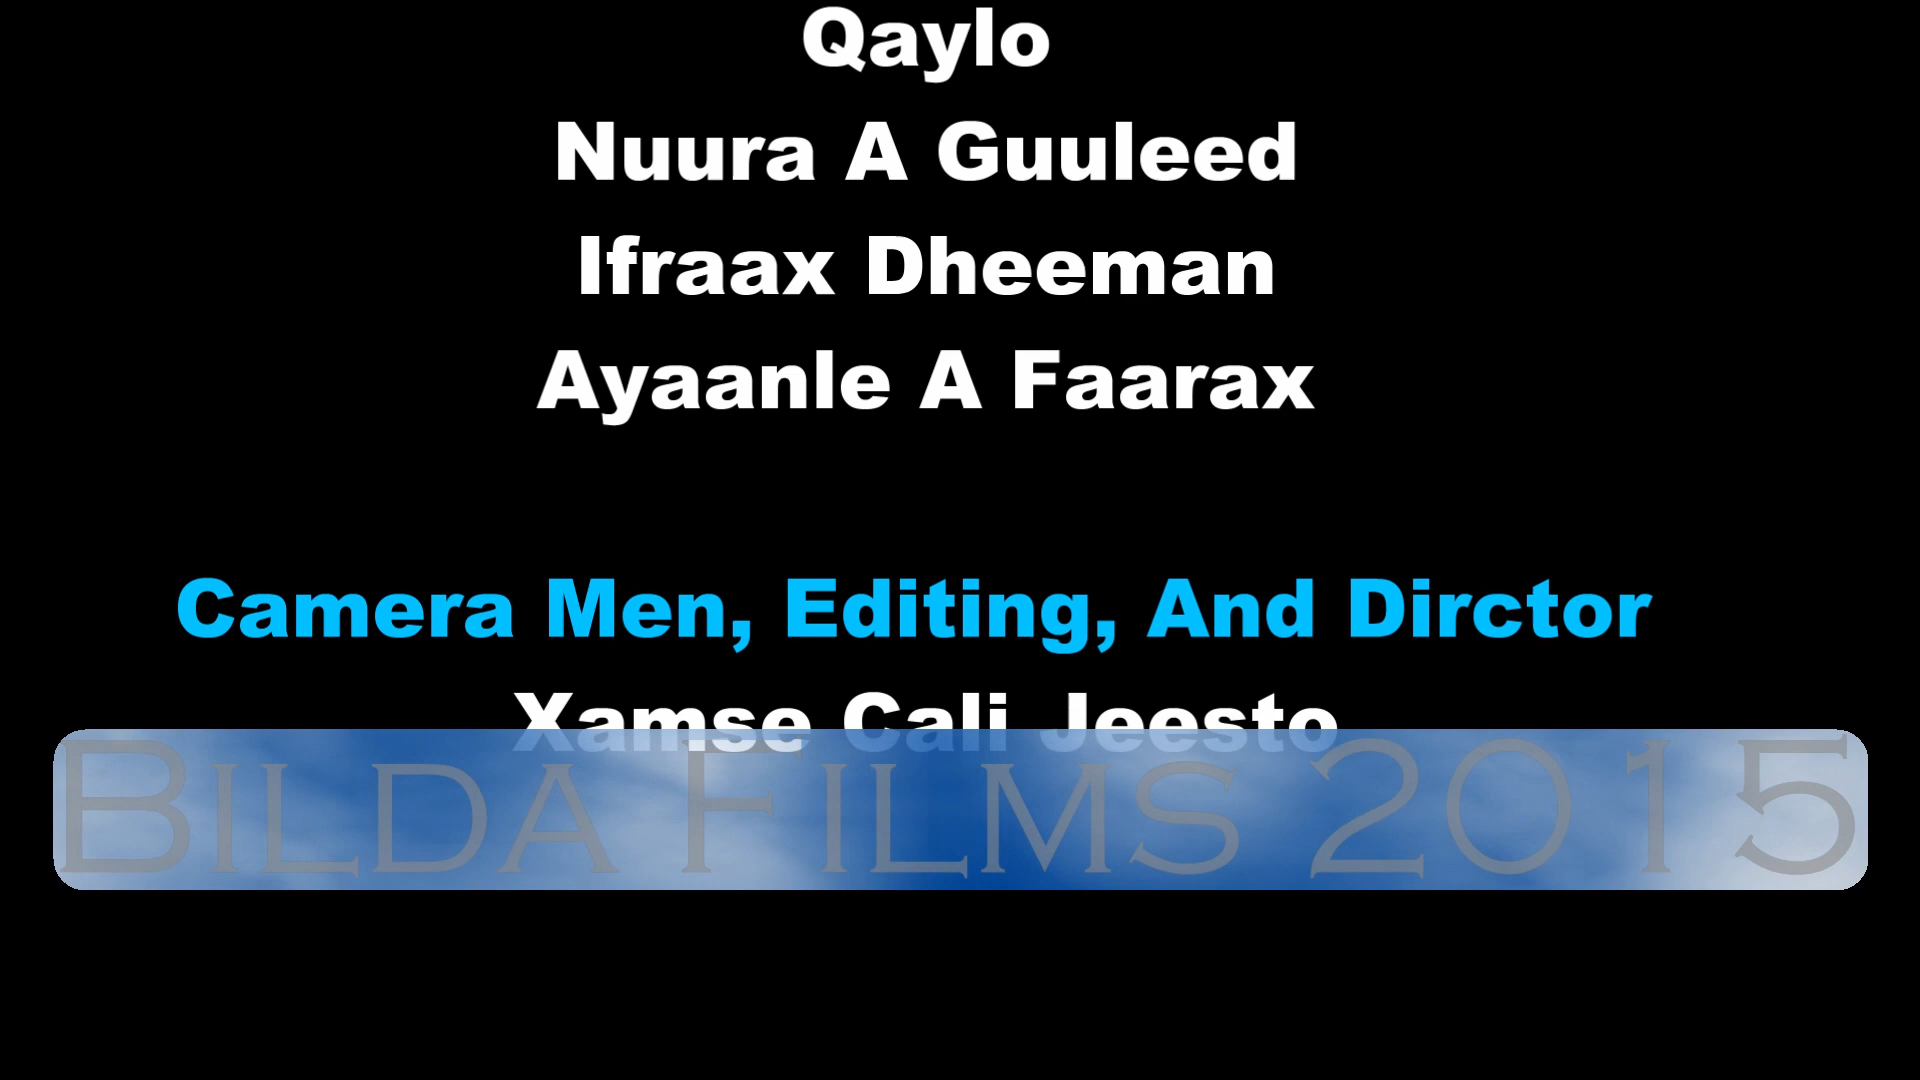 Qaylo
Nuura A Guuleed
Ifraax Dheeman
Ayaanle A Faarax
Camera Men, Editing, And Dirctor
Xamse Cali Jeesto
Bilda Films 2015